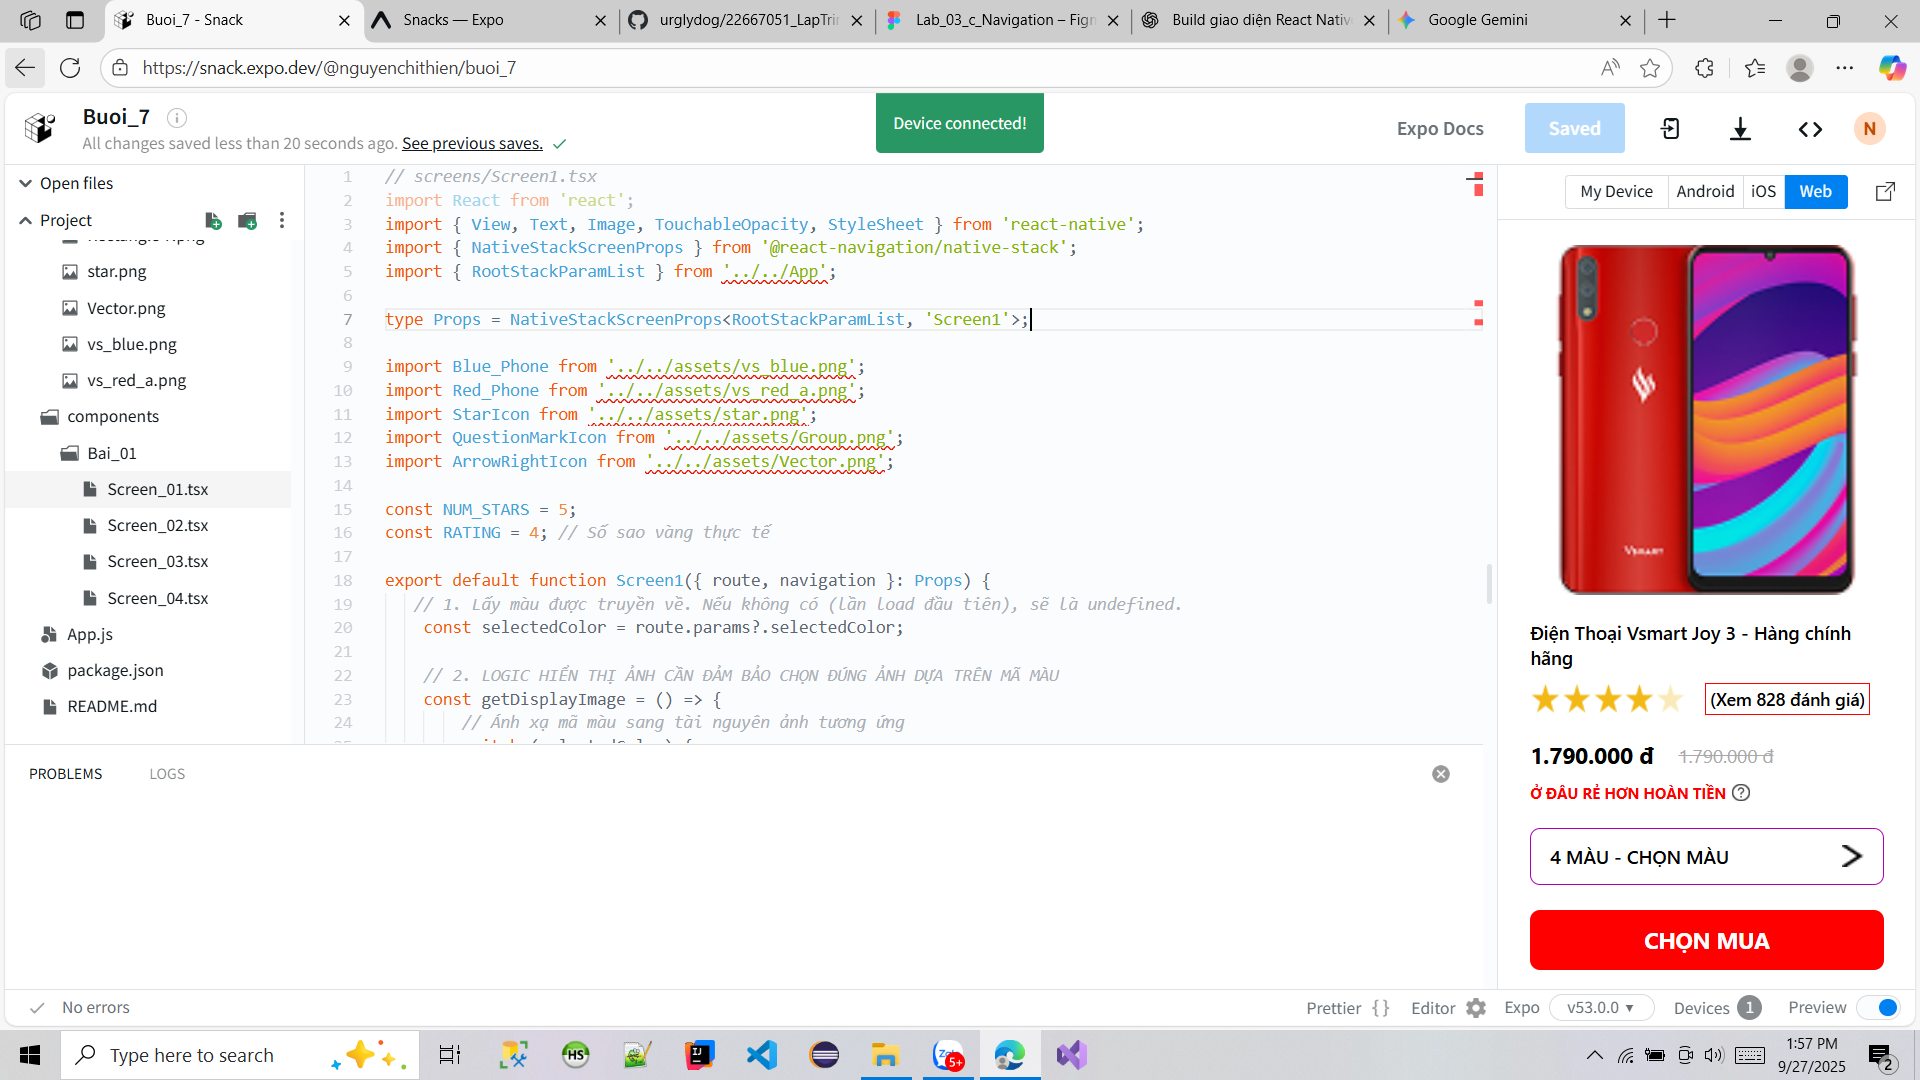 Buoi_7 - Snack
Snacks — Expo
urglydog/22667051_LapTrin
Lab_03_c_Navigation – Figm
Build giao diện React Nativ
Google Gemini
https://snack.expo.dev/@nguyenchithien/buoi_7
Buoi_7
All changes saved less than 20 seconds ago. See previous saves.
Device connected!
Expo Docs
Saved
N
Open files
Project
star.png
Vector.png
vs_blue.png
vs_red_a.png
components
Bai_01
Screen_01.tsx
Screen_02.tsx
Screen_03.tsx
Screen_04.tsx
App.js
package.json
README.md
1 // screens/Screen1.tsx
2 import React from 'react';
3 import { View, Text, Image, TouchableOpacity, StyleSheet } from 'react-native';
4 import { NativeStackScreenProps } from '@react-navigation/native-stack';
5 import { RootStackParamList } from '../../App';
6
7 type Props = NativeStackScreenProps<RootStackParamList, 'Screen1'>;
8
9 import Blue_Phone from '../../assets/vs_blue.png';
10 import Red_Phone from '../../assets/vs_red_a.png';
11 import StarIcon from '../../assets/star.png';
12 import QuestionMarkIcon from '../../assets/Group.png';
13 import ArrowRightIcon from '../../assets/Vector.png';
14
15 const NUM_STARS = 5;
16 const RATING = 4; // Số sao vàng thực tế
17
18 export default function Screen1({ route, navigation }: Props) {
19 // 1. Lấy màu được truyền về. Nếu không có (lần load đầu tiên), sẽ là undefined.
20 const selectedColor = route.params?.selectedColor;
21
22 // 2. LOGIC HIỂN THỊ ẢNH CẦN ĐẢM BẢO CHỌN ĐÚNG ẢNH DỰA TRÊN MÃ MÀU
23 const getDisplayImage = () => {
24 // Ánh xạ mã màu sang tài nguyên ảnh tương ứng
My Device
Android
iOS
Web
VSMART
Điện Thoại Vsmart Joy 3 - Hàng chính
hãng
(Xem 828 đánh giá)
1.790.000 đ
1.790.000 đ
Ở ĐÂU RẺ HƠN HOÀN TIỀN ?
4 MÀU - CHỌN MÀU
CHỌN MUA
PROBLEMS
LOGS
No errors
Prettier { }
Editor
Expo
v53.0.0
Devices 1
Preview
Type here to search
HS
5+
1:57 PM
9/27/2025
2